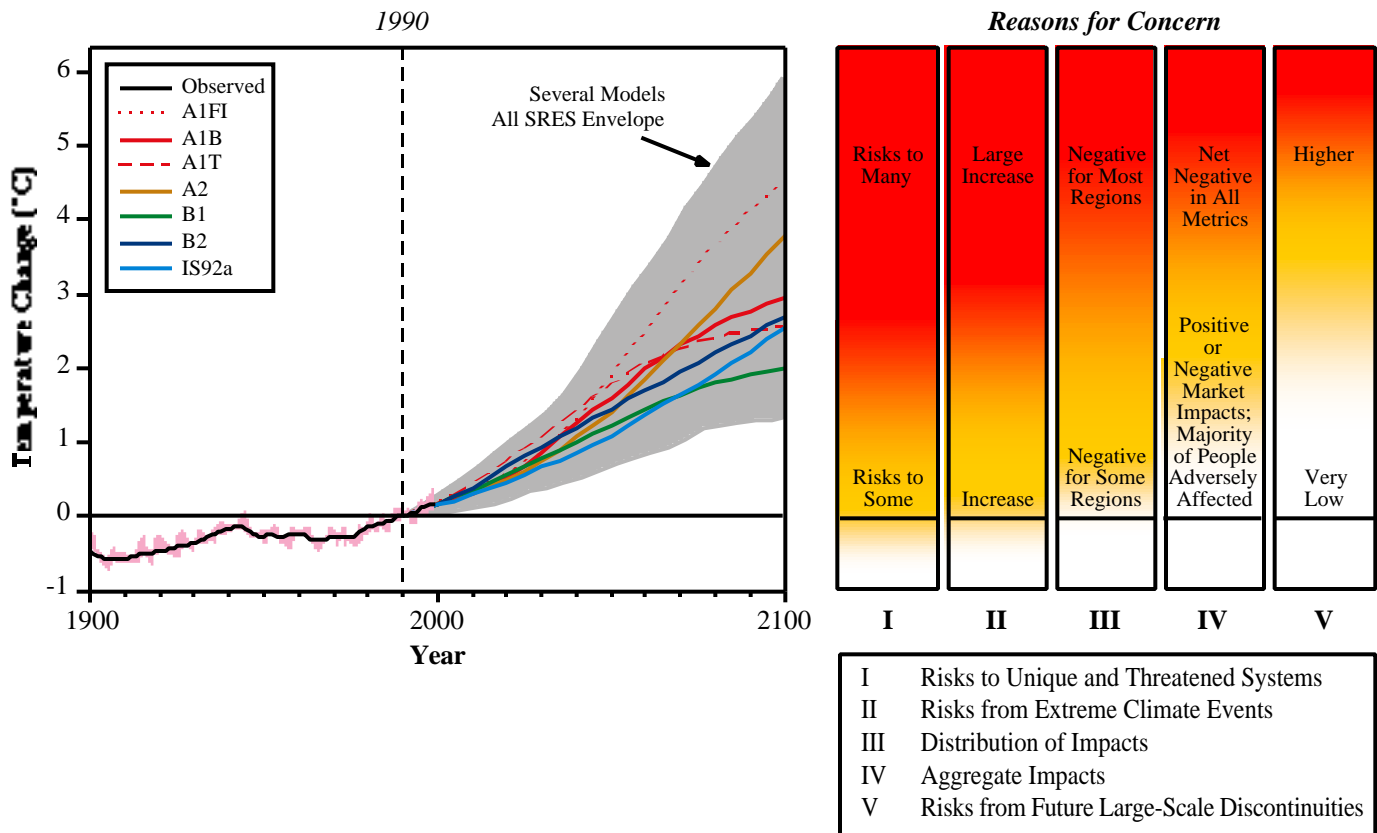 1990
Reasons for Concern
Temperature Change (°C)
6
5
4
3
2
1
0
-1
Observed
A1FI
A1B
A1T
A2
B1
B2
IS92a
Several Models
All SRES Envelope
1900
2000
2100
Year
Risks to
Many
Risks to
Some
Large
Increase
Increase
Negative
for Most
Regions
Negative
for Some
Regions
Net
Negative
in All
Metrics
Positive
or
Negative
Market
Impacts;
Majority
of People
Adversely
Affected
Higher
Very
Low
I
II
III
IV
V
I Risks to Unique and Threatened Systems
II Risks from Extreme Climate Events
III Distribution of Impacts
IV Aggregate Impacts
V Risks from Future Large-Scale Discontinuities